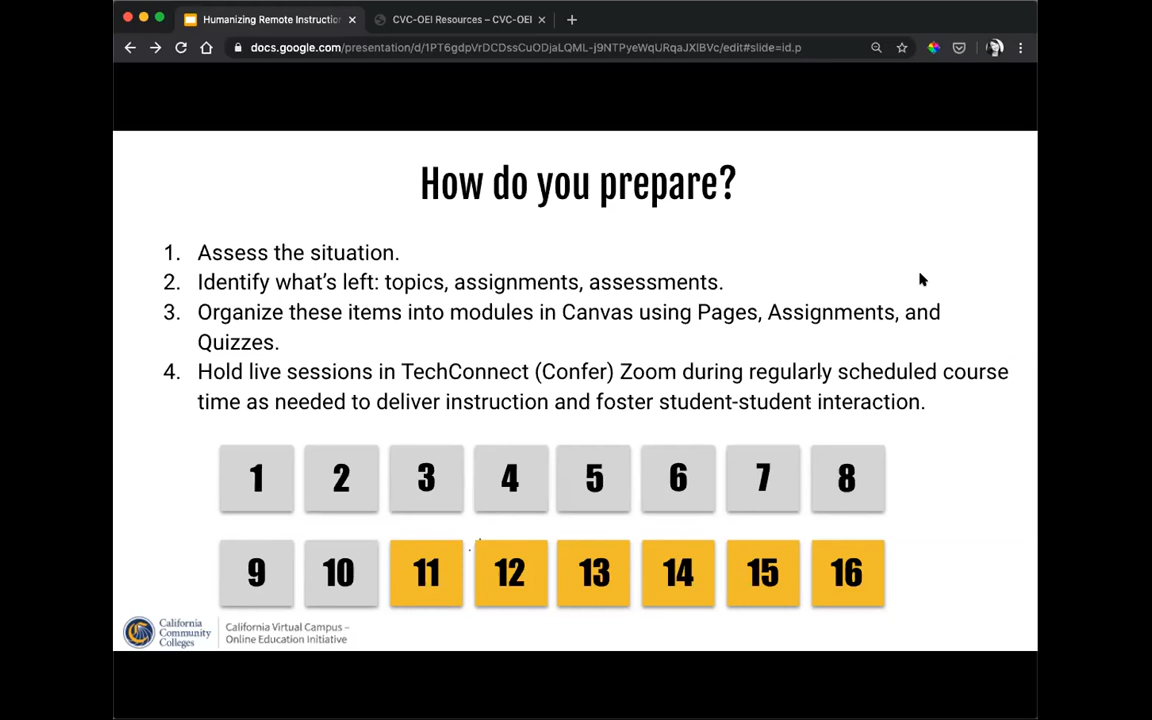 Humanizing Remote Instructio
CVC-OEI Resources – CVC-OEI
docs.google.com/presentation/d/1PT6gdpVrDCDssCuODjaLQML-j9NTPyeWqURqaJXlBVc/edit#slide=id.p
How do you prepare?
1. Assess the situation.
2. Identify what's left: topics, assignments, assessments.
3. Organize these items into modules in Canvas using Pages, Assignments, and
Quizzes.
4. Hold live sessions in TechConnect (Confer) Zoom during regularly scheduled course
time as needed to deliver instruction and foster student-student interaction.
1 2 3 4 5 6 7 8
9 10 11 12 13 14 15 16
California
Community
Colleges
California Virtual Campus –
Online Education Initiative